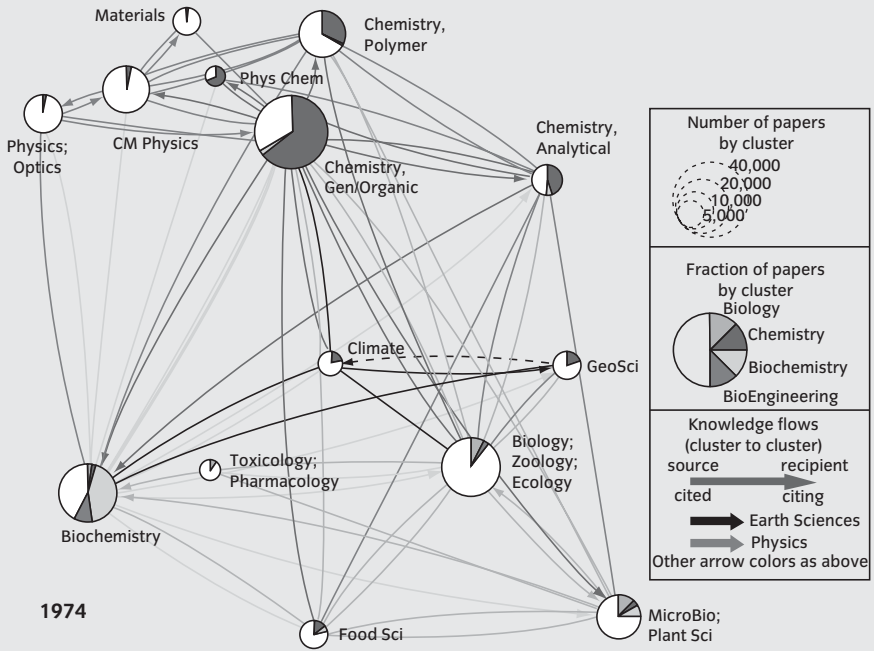 Materials
Chemistry,
Polymer
Phys Chem
Physics;
Optics
CM Physics
Chemistry,
Gen/Organic
Chemistry,
Analytical
Climate
GeoSci
Toxicology;
Pharmacology
Biology;
Zoology;
Ecology
Biochemistry
Food Sci
MicroBio;
Plant Sci
1974
Number of papers
by cluster
40,000
20,000
10,000
5,000
Fraction of papers
by cluster
Biology
Chemistry
Biochemistry
BioEngineering
Knowledge flows
(cluster to cluster)
source recipient
cited citing
Earth Sciences
Physics
Other arrow colors as above